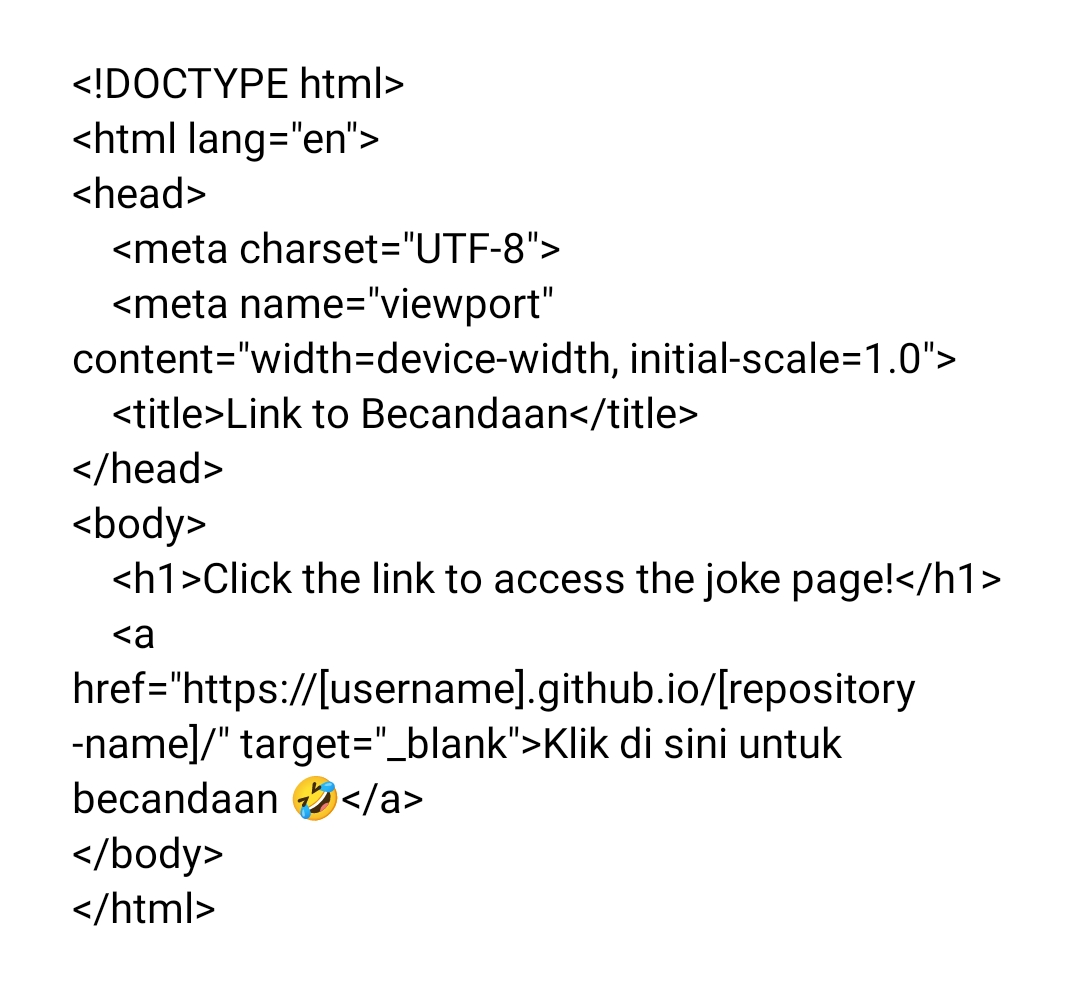 <!DOCTYPE html>
<html lang="en">
<head>
    <meta charset="UTF-8">
    <meta name="viewport"
content="width=device-width, initial-scale=1.0">
    <title>Link to Becandaan</title>
</head>
<body>
    <h1>Click the link to access the joke page!</h1>
    <a
href="https://[username].github.io/[repository
-name]/" target="_blank">Klik di sini untuk
becandaan 🤣</a>
</body>
</html>